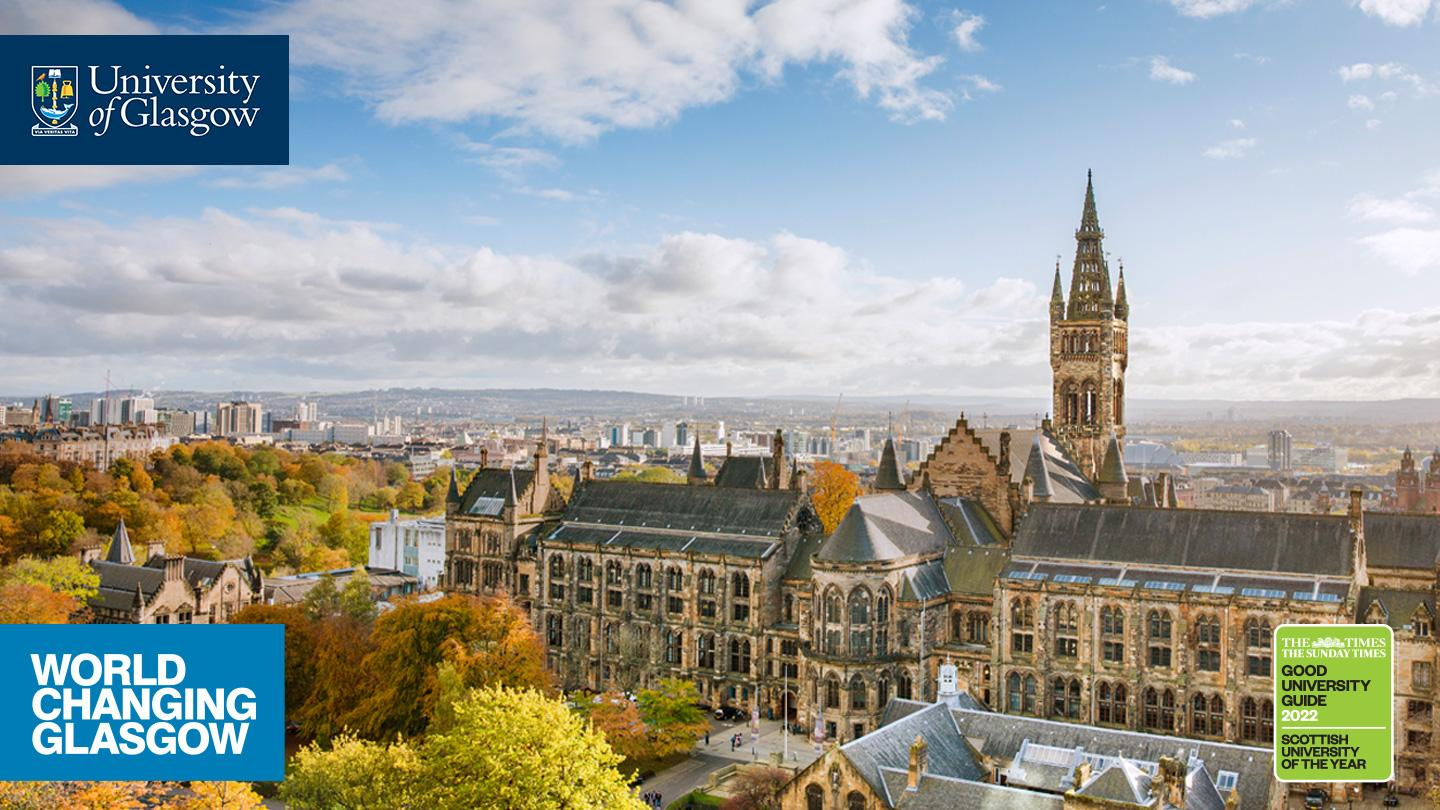 University
of Glasgow
VIA VERITAS VITA
WORLD
CHANGING
GLASGOW
THE TIMES
THE SUNDAY TIMES
GOOD
UNIVERSITY
GUIDE
2022
SCOTTISH
UNIVERSITY
OF THE YEAR